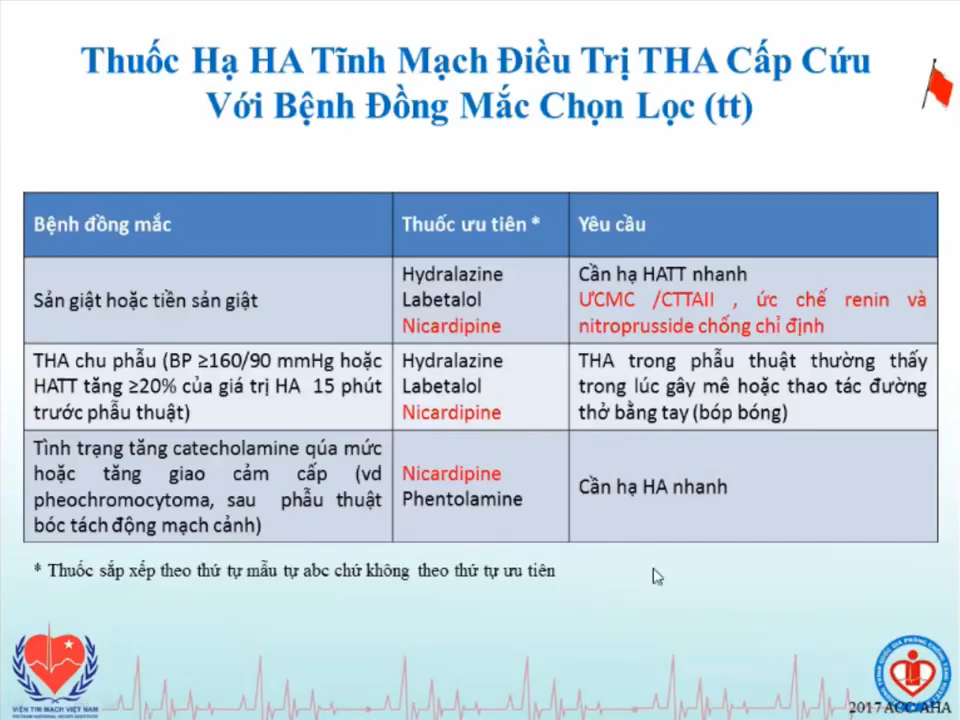 Thuốc Hạ HA Tĩnh Mạch Điều Trị THA Cấp Cứu
Với Bệnh Đồng Mắc Chọn Lọc (tt)
Bệnh đồng mắc
Thuốc ưu tiên *
Yêu cầu
Sản giật hoặc tiền sản giật
Hydralazine
Labetalol
Nicardipine
Cần hạ HATT nhanh
ƯCMC /CTTAII , ức chế renin và
nitroprusside chống chỉ định
THA chu phẫu (BP ≥160/90 mmHg hoặc
HATT tăng ≥20% của giá trị HA 15 phút
trước phẫu thuật)
Hydralazine
Labetalol
Nicardipine
THA trong phẫu thuật thường thấy
trong lúc gây mê hoặc thao tác đường
thở bằng tay (bóp bóng)
Tình trạng tăng catecholamine qúa mức
hoặc tăng giao cảm cấp (vd
pheochromocytoma, sau phẫu thuật
bóc tách động mạch cảnh)
Nicardipine
Phentolamine
Cần hạ HA nhanh
* Thuốc sắp xếp theo thứ tự mẫu tự abc chứ không theo thứ tự ưu tiên
VIỆN TIM MẠCH VIỆT NAM
VIETNAM NATIONAL HEART INSTITUTE
2017 ACC AHA